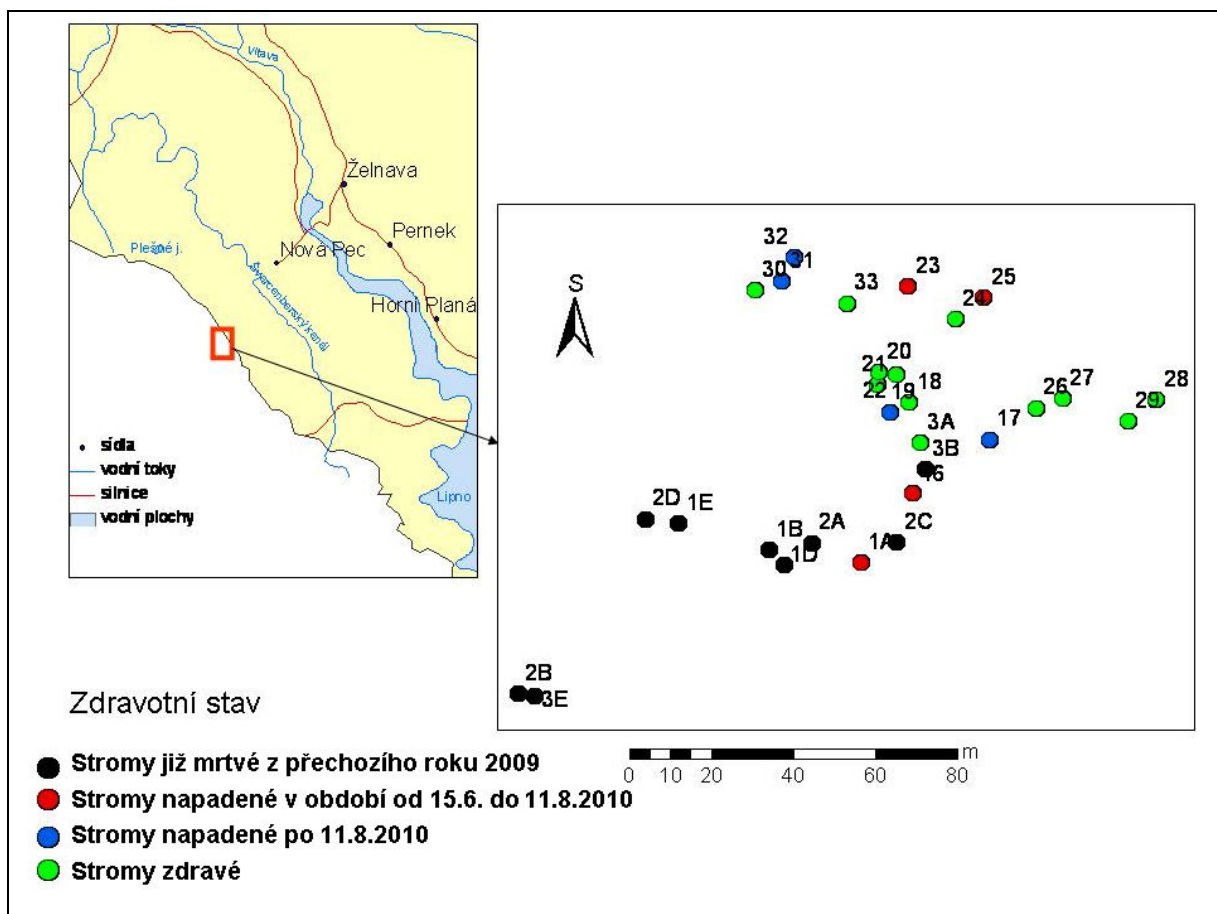 Vltava
Želnava
Pernek
Nová Pec
Plešné j.
Švarcenberský kanál
Horní Planá
Lipno
sídla
vodní toky
silnice
vodní plochy
S
32
31
30
33
23
25
24
21
20
22
19
18
3A
3B
16
17
26
27
28
29
2D
1E
1B
1D
2A
1A
2C
2B
3E
m
0 10 20 40 60 80
Zdravotní stav
Stromy již mrtvé z přechozího roku 2009
Stromy napadené v období od 15.6. do 11.8.2010
Stromy napadené po 11.8.2010
Stromy zdravé